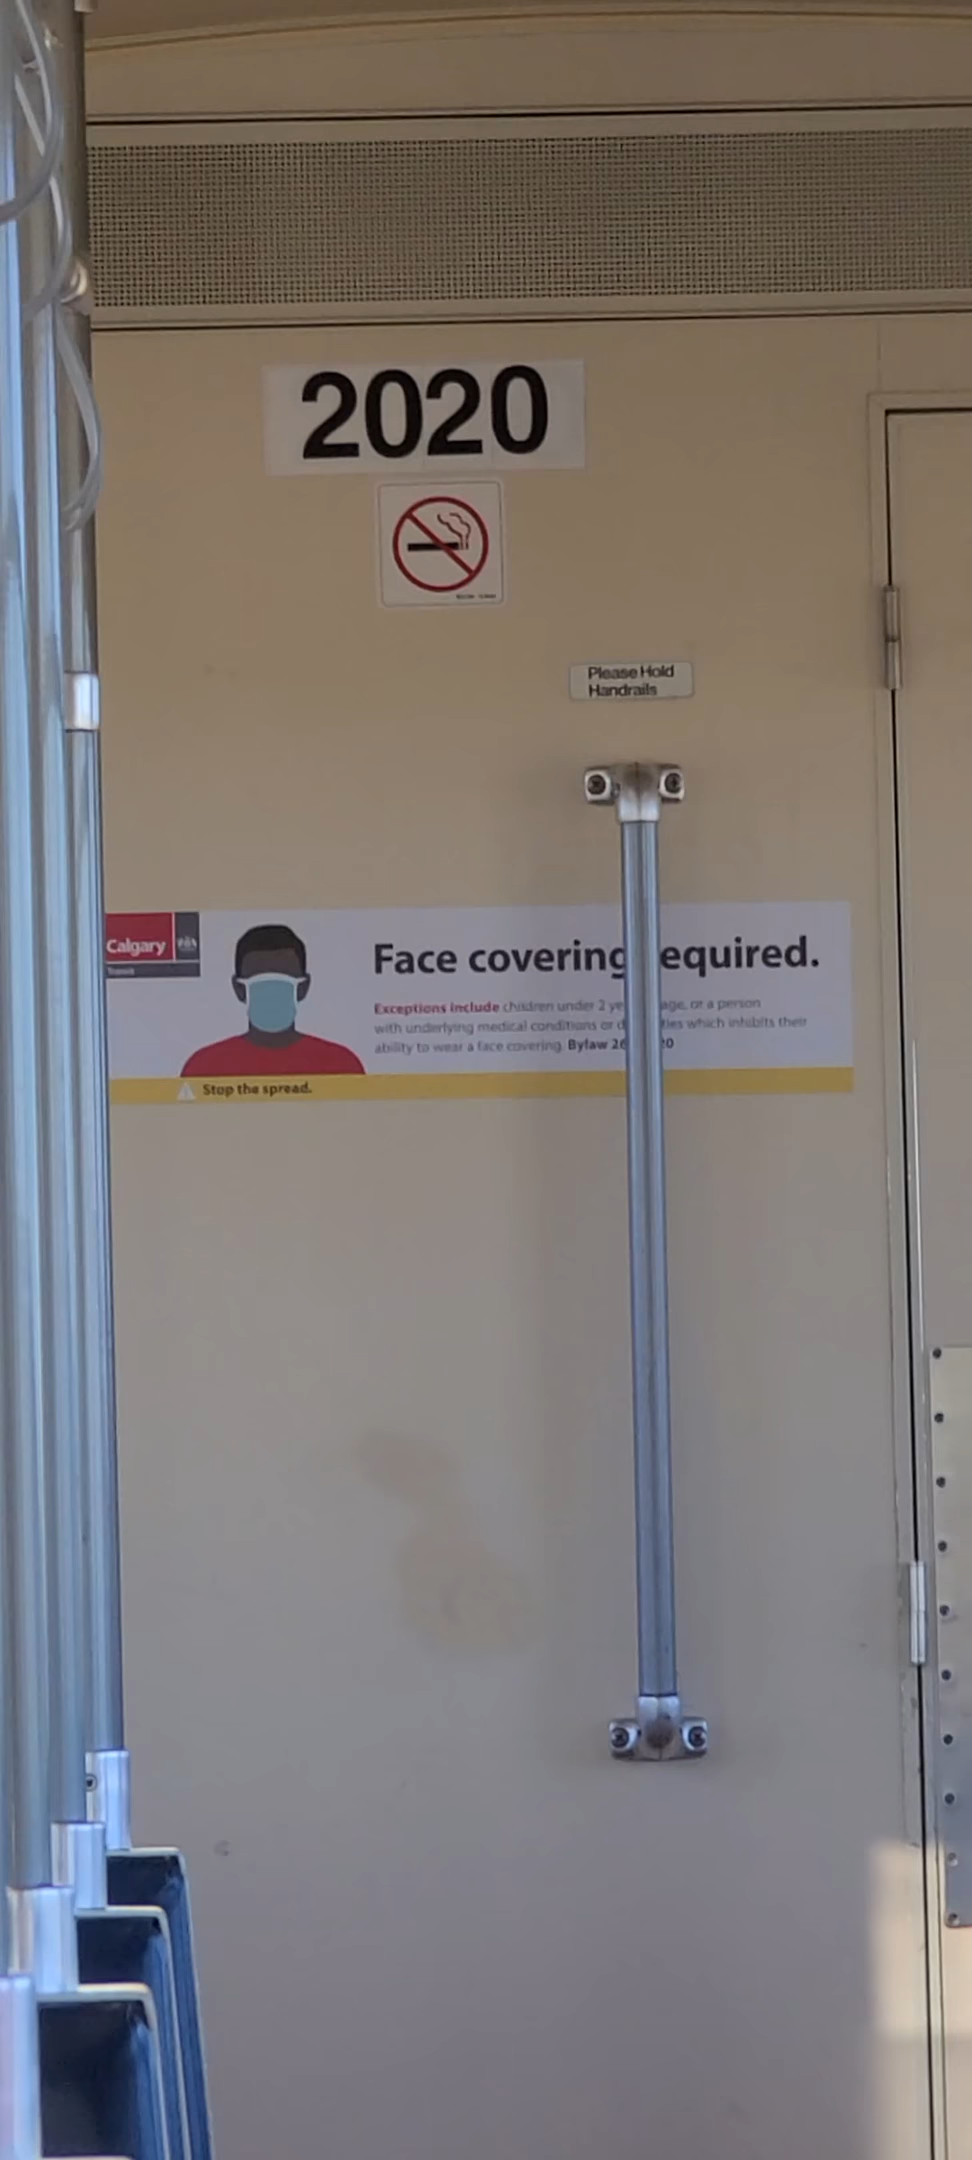 2020
Please Hold
Handrails
Calgary
Transit
Face covering equired.
Exceptions include children under 2 ye age, or a person
with underlying medical conditions or d ties which inhibits their
ability to wear a face covering. Bylaw 26 20
Stop the spread.